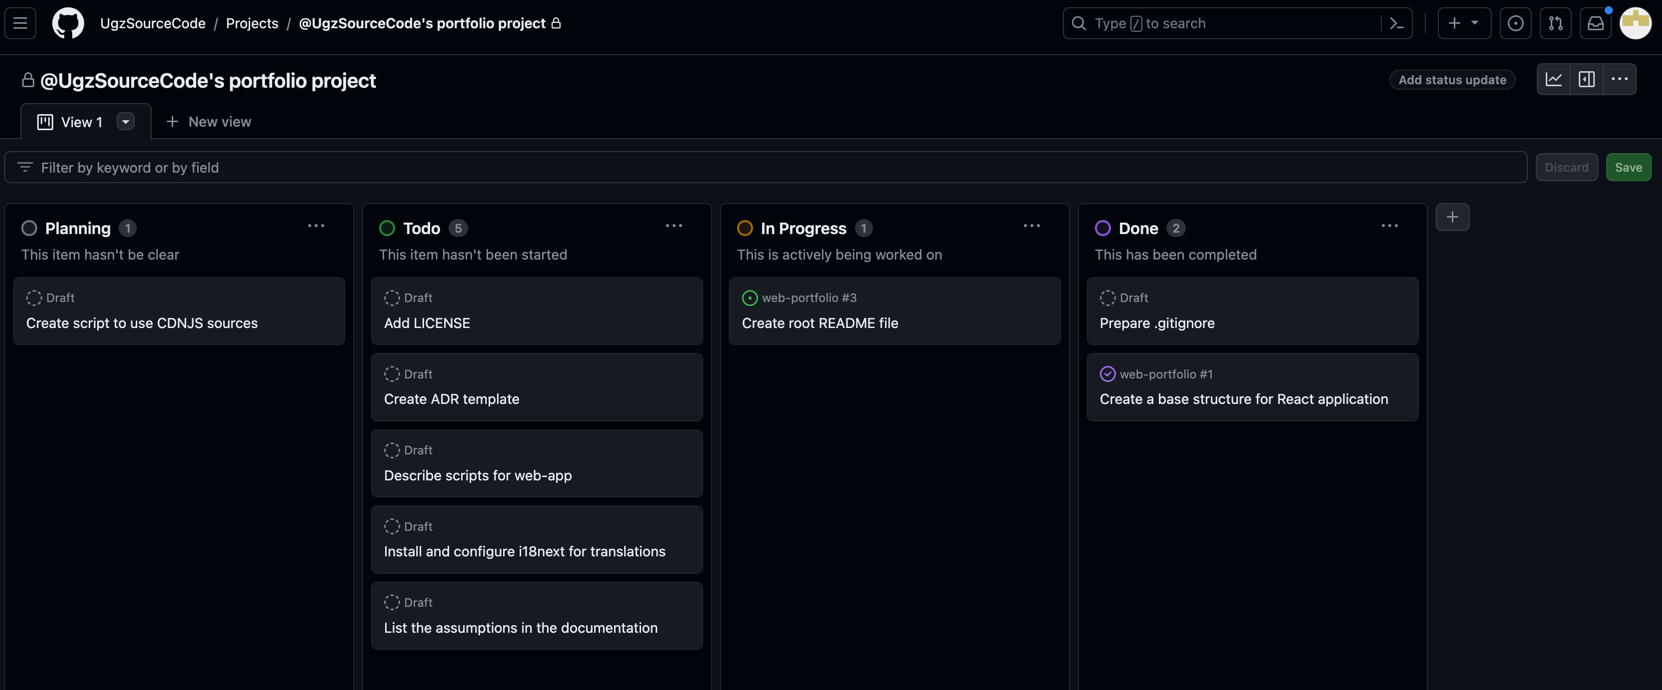 UgzSourceCode / Projects / @UgzSourceCode's portfolio project
Type / to search
@UgzSourceCode's portfolio project
Add status update
View 1
New view
Filter by keyword or by field
Discard
Save
Planning 1
This item hasn't be clear
Draft
Create script to use CDNJS sources
Todo 5
This item hasn't been started
Draft
Add LICENSE
Draft
Create ADR template
Draft
Describe scripts for web-app
Draft
Install and configure i18next for translations
Draft
List the assumptions in the documentation
In Progress 1
This is actively being worked on
web-portfolio #3
Create root README file
Done 2
This has been completed
Draft
Prepare .gitignore
web-portfolio #1
Create a base structure for React application